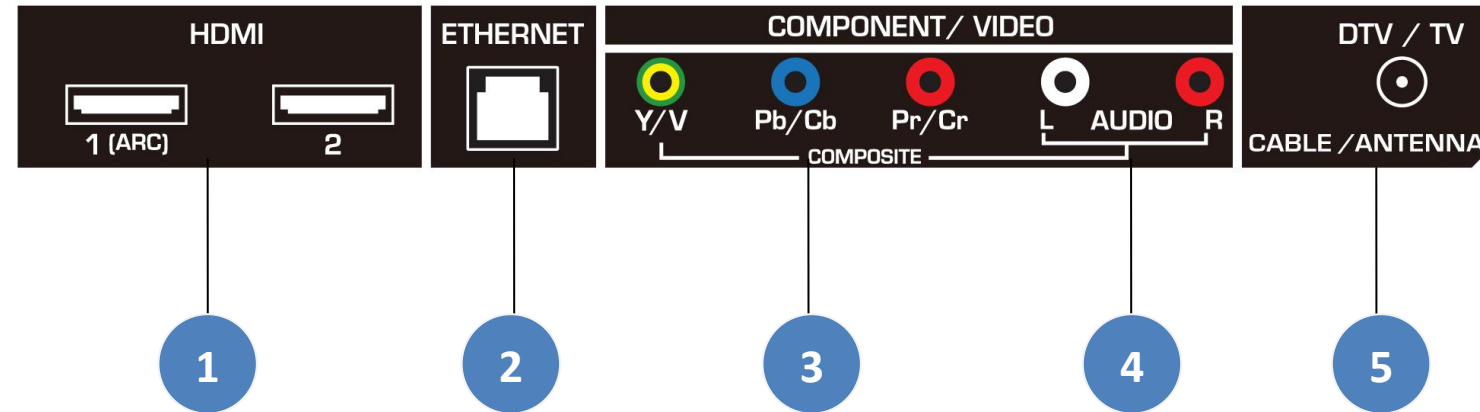 HDMI
1 (ARC)
2
ETHERNET
COMPONENT/ VIDEO
Y/V
Pb/Cb
Pr/Cr
L AUDIO R
COMPOSITE
DTV / TV
CABLE /ANTENNA
1
2
3
4
5